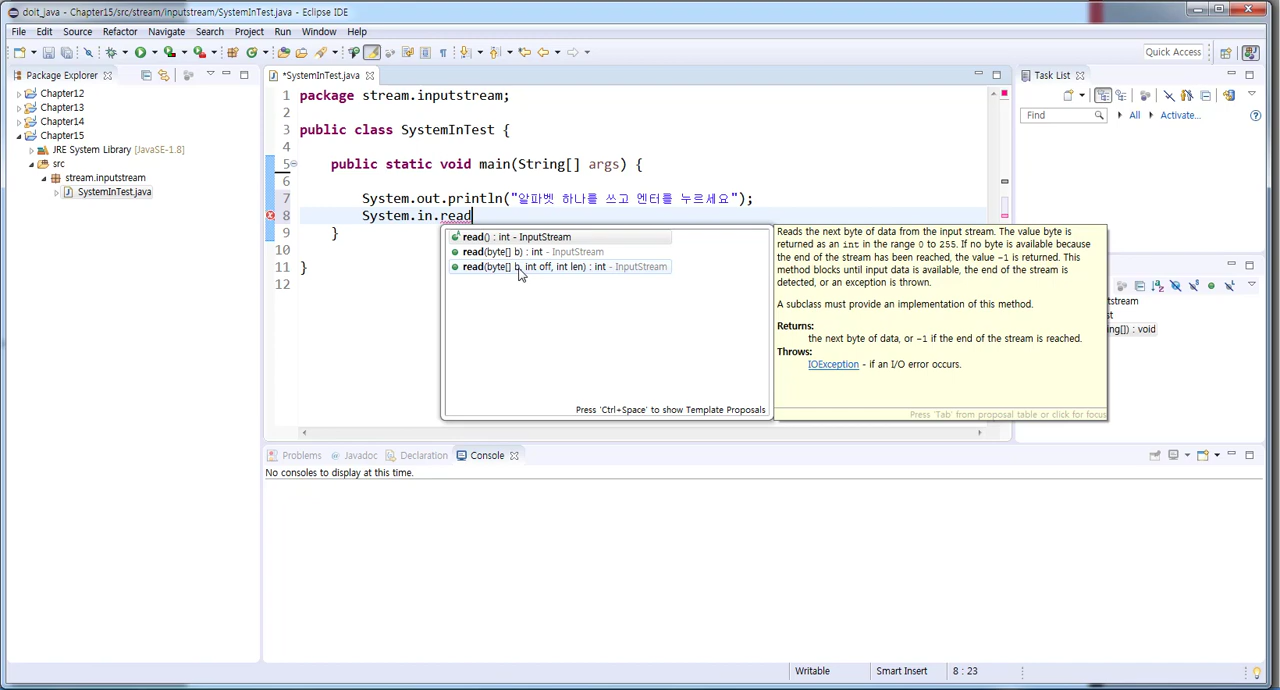 doit_java - Chapter15/src/stream/inputstream/SystemInTest.java - Eclipse IDE
File Edit Source Refactor Navigate Search Project Run Window Help
Quick Access
Package Explorer
*SystemInTest.java
Task List
Chapter12
Chapter13
Chapter14
Chapter15
JRE System Library [JavaSE-1.8]
src
stream.inputstream
SystemInTest.java
1 package stream.inputstream;
2
3 public class SystemInTest {
4
5 public static void main(String[] args) {
6
7 System.out.println("알파벳 하나를 쓰고 엔터를 누르세요");
8 System.in.read
9 }
10
11 }
12
Find All Activate...
read() : int - InputStream
read(byte[] b) : int - InputStream
read(byte[] b, int off, int len) : int - InputStream
Press 'Ctrl+Space' to show Template Proposals
Reads the next byte of data from the input stream. The value byte is
returned as an int in the range 0 to 255. If no byte is available because
the end of the stream has been reached, the value -1 is returned. This
method blocks until input data is available, the end of the stream is
detected, or an exception is thrown.
A subclass must provide an implementation of this method.
Returns:
the next byte of data, or -1 if the end of the stream is reached.
Throws:
IOException - if an I/O error occurs.
Press 'Tab' from proposal table or click for focus
tstream
st
ng[]) : void
Problems Javadoc Declaration Console
No consoles to display at this time.
Writable Smart Insert 8 : 23